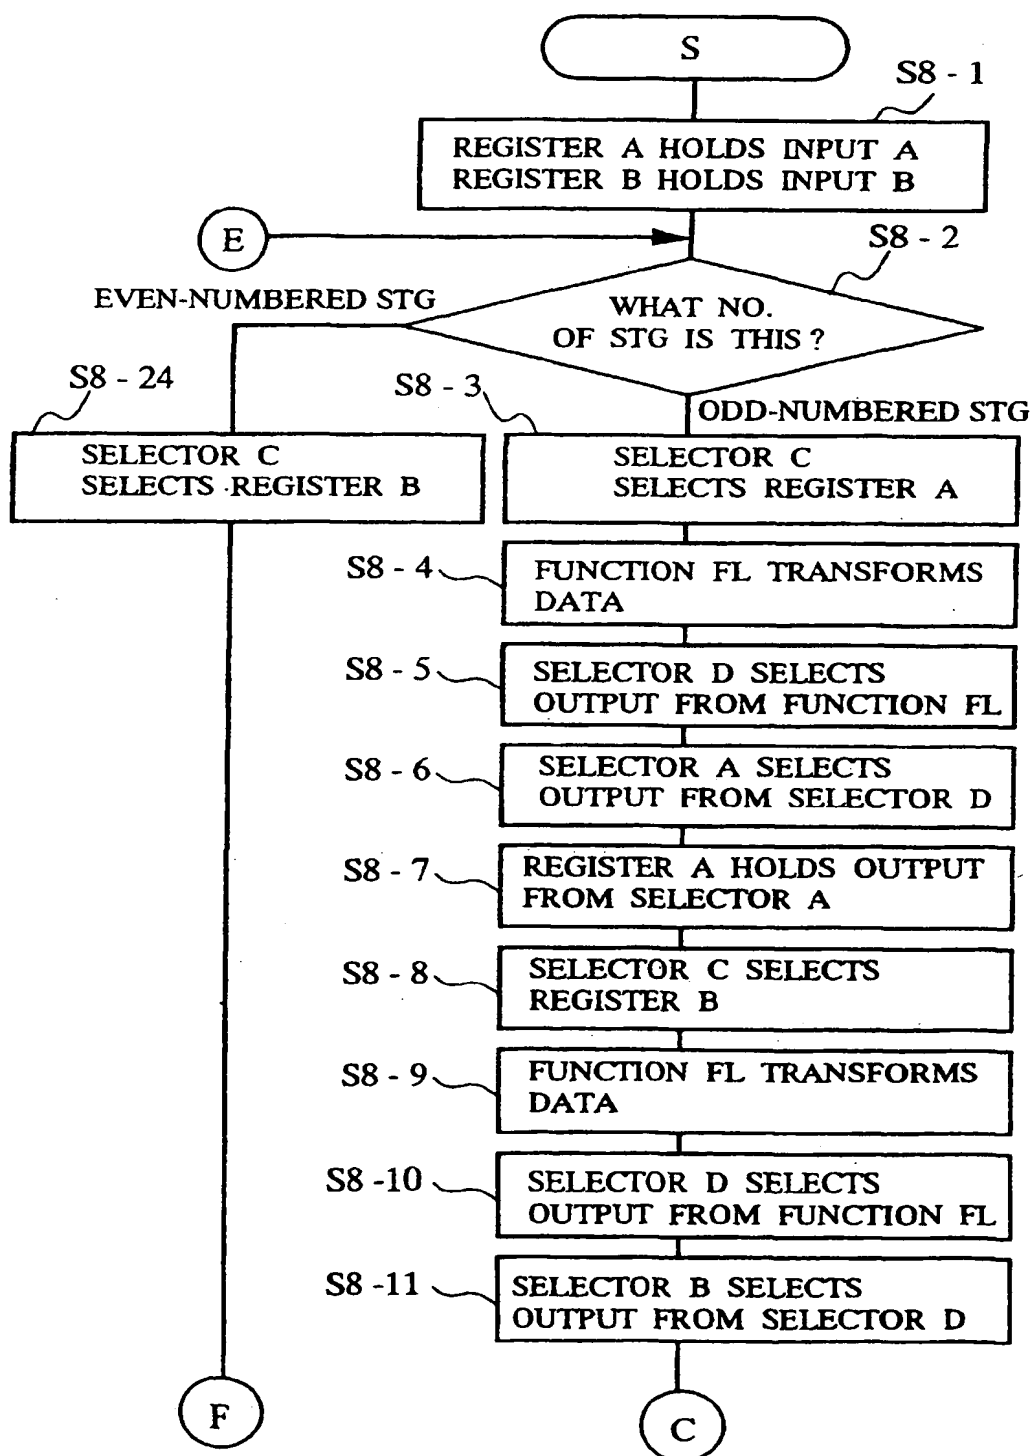 S
S8 - 1
REGISTER A HOLDS INPUT A
REGISTER B HOLDS INPUT B
E
S8 - 2
EVEN-NUMBERED STG
WHAT NO.
OF STG IS THIS ?
S8 - 24
S8 - 3
ODD-NUMBERED STG
SELECTOR C
SELECTS REGISTER B
SELECTOR C
SELECTS REGISTER A
S8 - 4
FUNCTION FL TRANSFORMS
DATA
S8 - 5
SELECTOR D SELECTS
OUTPUT FROM FUNCTION FL
S8 - 6
SELECTOR A SELECTS
OUTPUT FROM SELECTOR D
S8 - 7
REGISTER A HOLDS OUTPUT
FROM SELECTOR A
S8 - 8
SELECTOR C SELECTS
REGISTER B
S8 - 9
FUNCTION FL TRANSFORMS
DATA
S8 -10
SELECTOR D SELECTS
OUTPUT FROM FUNCTION FL
S8 -11
SELECTOR B SELECTS
OUTPUT FROM SELECTOR D
F
C